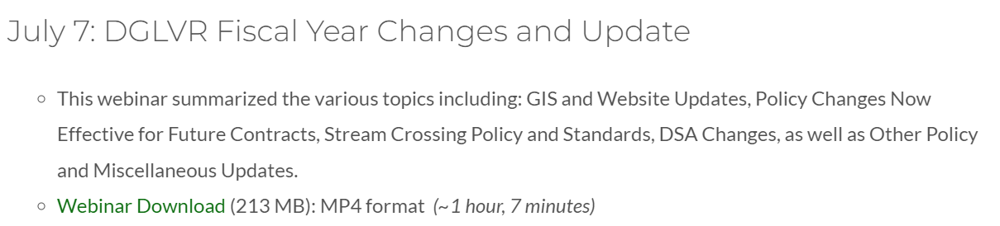 July 7: DGLVR Fiscal Year Changes and Update
This webinar summarized the various topics including: GIS and Website Updates, Policy Changes Now
Effective for Future Contracts, Stream Crossing Policy and Standards, DSA Changes, as well as Other Policy
and Miscellaneous Updates.
Webinar Download (213 MB): MP4 format (~1 hour, 7 minutes)